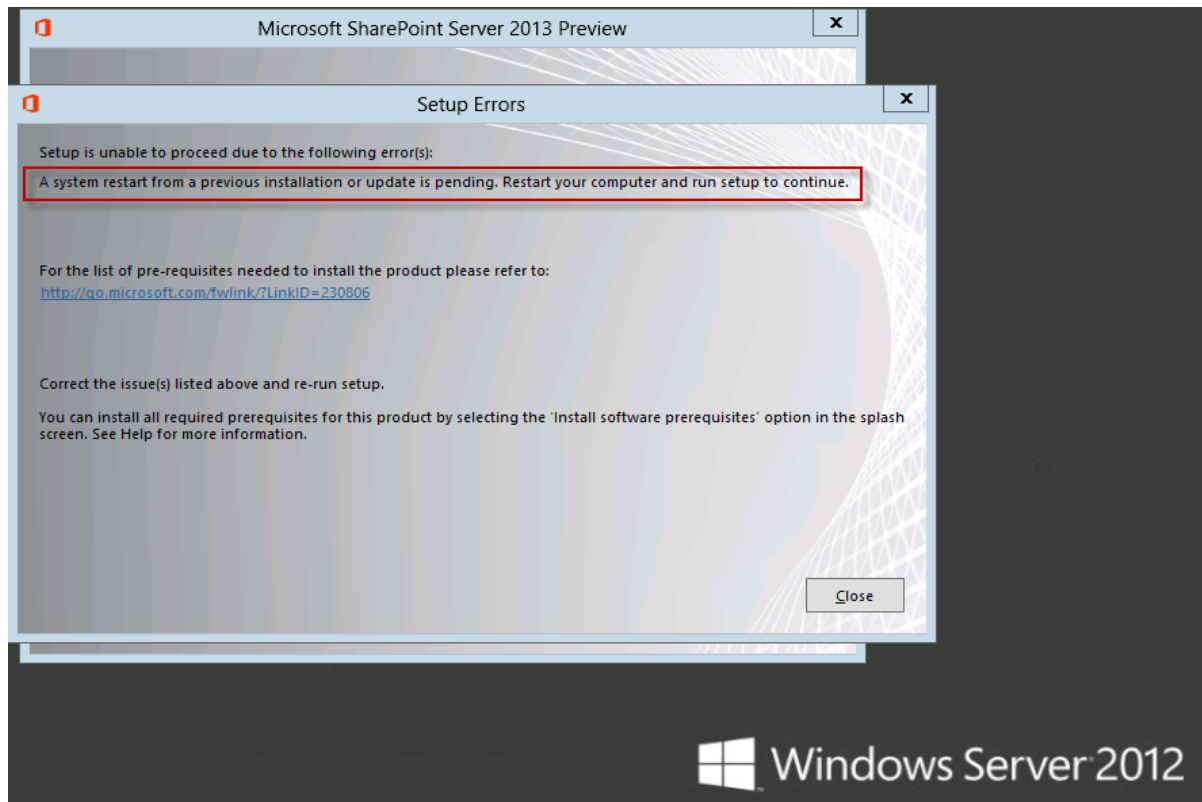 Microsoft SharePoint Server 2013 Preview
x
Setup Errors
x
Setup is unable to proceed due to the following error(s):
A system restart from a previous installation or update is pending. Restart your computer and run setup to continue.
For the list of pre-requisites needed to install the product please refer to:
http://go.microsoft.com/fwlink/?LinkID=230806
Correct the issue(s) listed above and re-run setup.
You can install all required prerequisites for this product by selecting the 'Install software prerequisites' option in the splash
screen. See Help for more information.
Close
Windows Server 2012